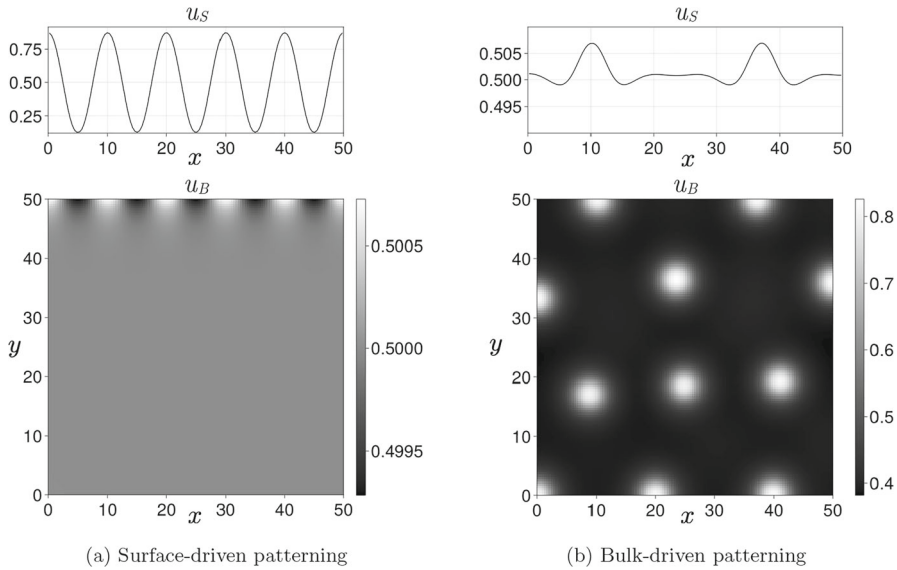 u_S
0.75
0.50
0.25
0 10 20 30 40 50
x
u_B
50
40
30
y
20
10
0
0 10 20 30 40 50
x
0.5005
0.5000
0.4995
(a) Surface-driven patterning
u_S
0.505
0.500
0.495
0 10 20 30 40 50
x
u_B
50
40
30
y
20
10
0
0 10 20 30 40 50
x
0.8
0.7
0.6
0.5
0.4
(b) Bulk-driven patterning